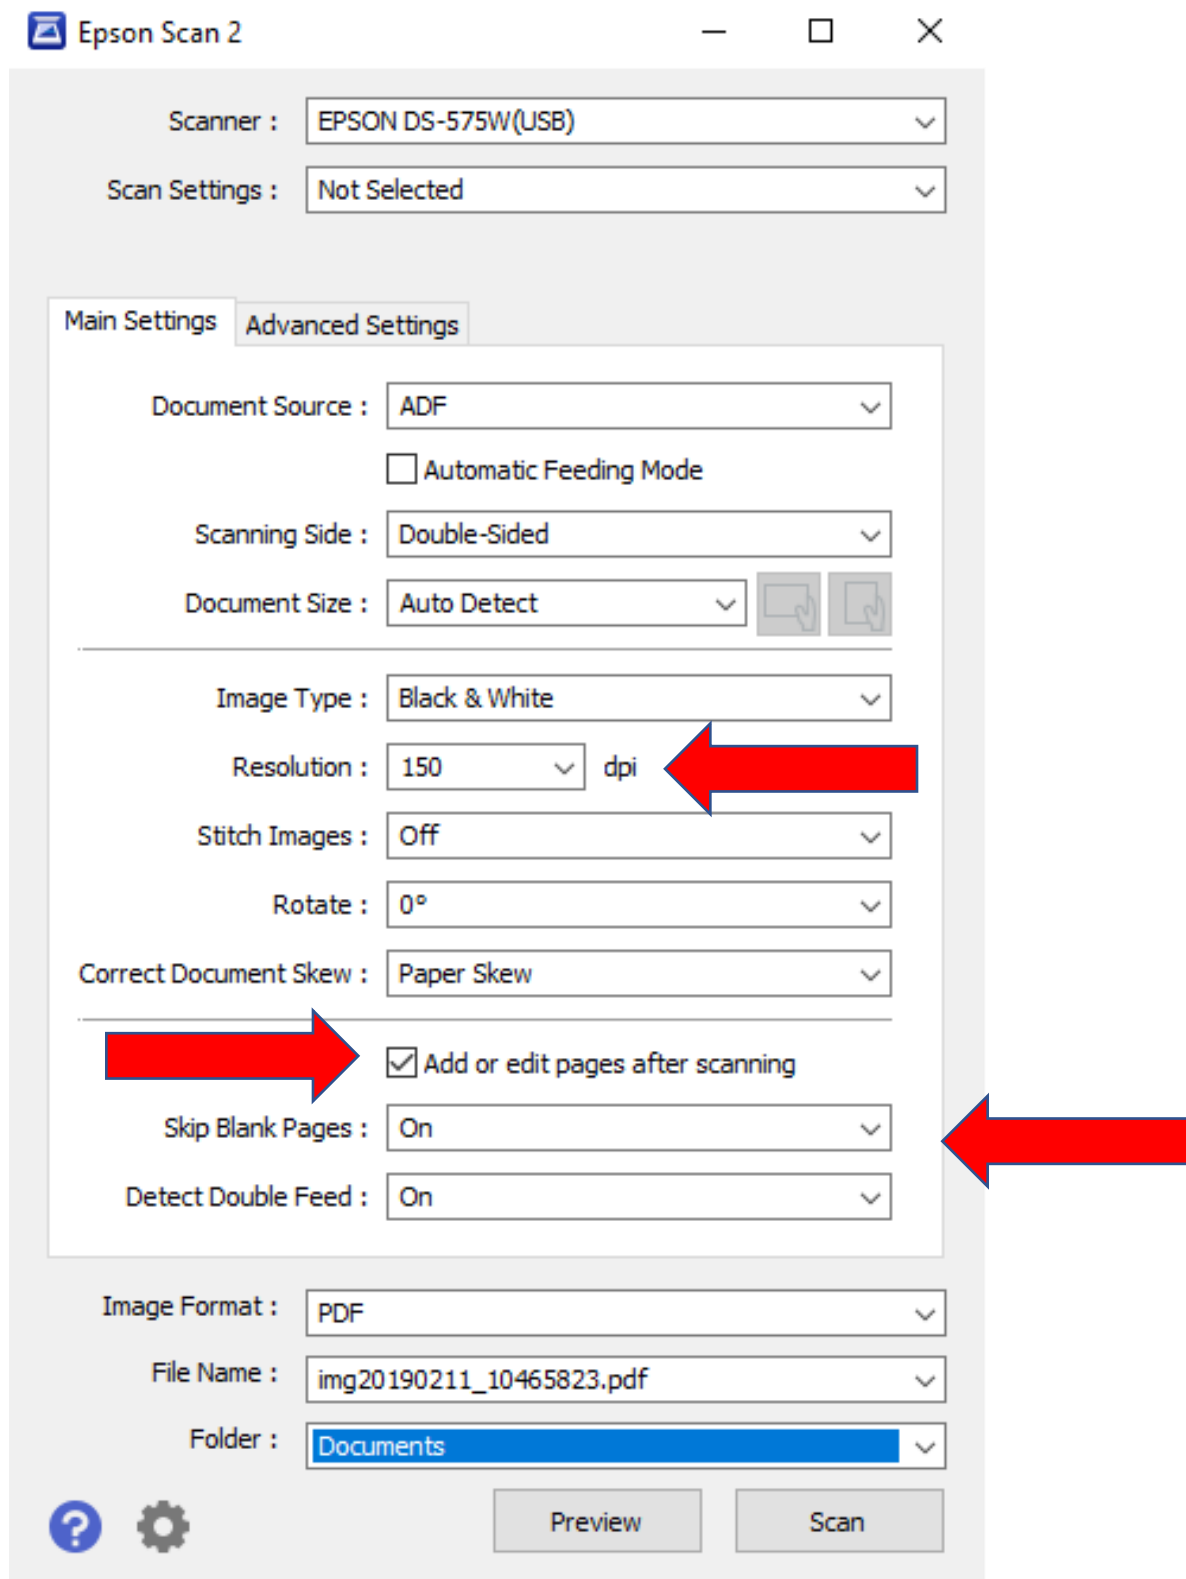 Epson Scan 2
Scanner : EPSON DS-575W(USB)
Scan Settings : Not Selected
Main Settings Advanced Settings
Document Source : ADF
Automatic Feeding Mode
Scanning Side : Double-Sided
Document Size : Auto Detect
Image Type : Black & White
Resolution : 150 dpi
Stitch Images : Off
Rotate : 0°
Correct Document Skew : Paper Skew
Add or edit pages after scanning
Skip Blank Pages : On
Detect Double Feed : On
Image Format : PDF
File Name : img20190211_10465823.pdf
Folder : Documents
? Preview Scan